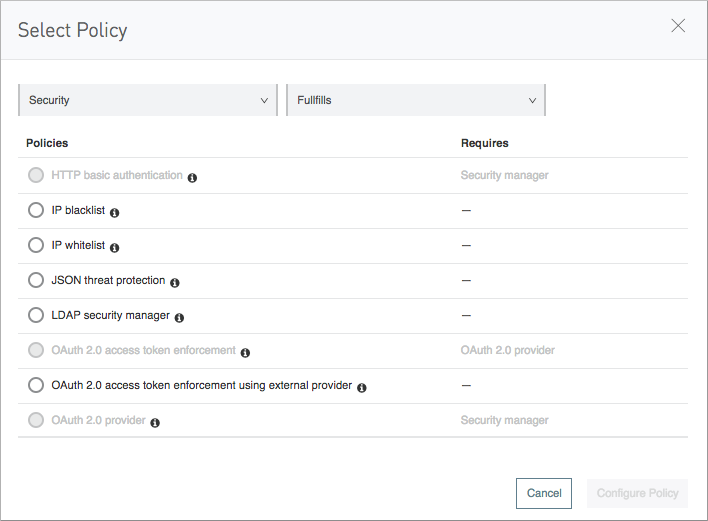 Select Policy
Security Fullfills
Policies Requires
HTTP basic authentication Security manager
IP blacklist —
IP whitelist —
JSON threat protection —
LDAP security manager —
OAuth 2.0 access token enforcement OAuth 2.0 provider
OAuth 2.0 access token enforcement using external provider —
OAuth 2.0 provider Security manager
Cancel Configure Policy